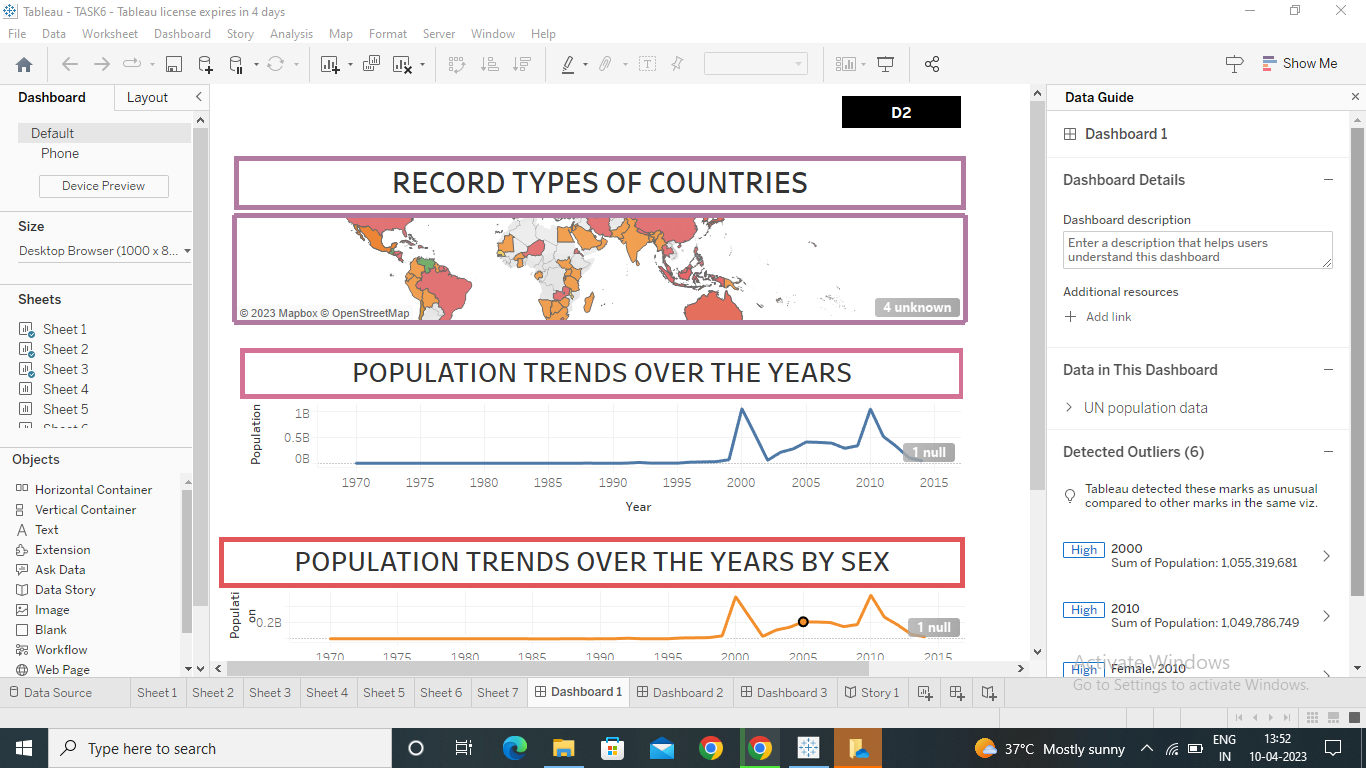 Tableau - TASK6 - Tableau license expires in 4 days
File Data Worksheet Dashboard Story Analysis Map Format Server Window Help
Show Me
Dashboard Layout
Default
Phone
Device Preview
Size
Desktop Browser (1000 x 8...
Sheets
Sheet 1
Sheet 2
Sheet 3
Sheet 4
Sheet 5
Objects
Horizontal Container
Vertical Container
Text
Extension
Ask Data
Data Story
Image
Blank
Workflow
Web Page
D2
RECORD TYPES OF COUNTRIES
© 2023 Mapbox © OpenStreetMap
4 unknown
POPULATION TRENDS OVER THE YEARS
Population
1B
0.5B
0B
1 null
1970 1975 1980 1985 1990 1995 2000 2005 2010 2015
Year
POPULATION TRENDS OVER THE YEARS BY SEX
Populati
on
0.2B
1 null
1970 1975 1980 1985 1990 1995 2000 2005 2010 2015
Data Guide
Dashboard 1
Dashboard Details
Dashboard description
Enter a description that helps users
understand this dashboard
Additional resources
Add link
Data in This Dashboard
UN population data
Detected Outliers (6)
Tableau detected these marks as unusual
compared to other marks in the same viz.
High 2000
Sum of Population: 1,055,319,681
High 2010
Sum of Population: 1,049,786,749
High Female, 2010
Activate Windows
Go to Settings to activate Windows.
Data Source Sheet 1 Sheet 2 Sheet 3 Sheet 4 Sheet 5 Sheet 6 Sheet 7 Dashboard 1 Dashboard 2 Dashboard 3 Story 1
Type here to search
37°C Mostly sunny
ENG
IN
13:52
10-04-2023